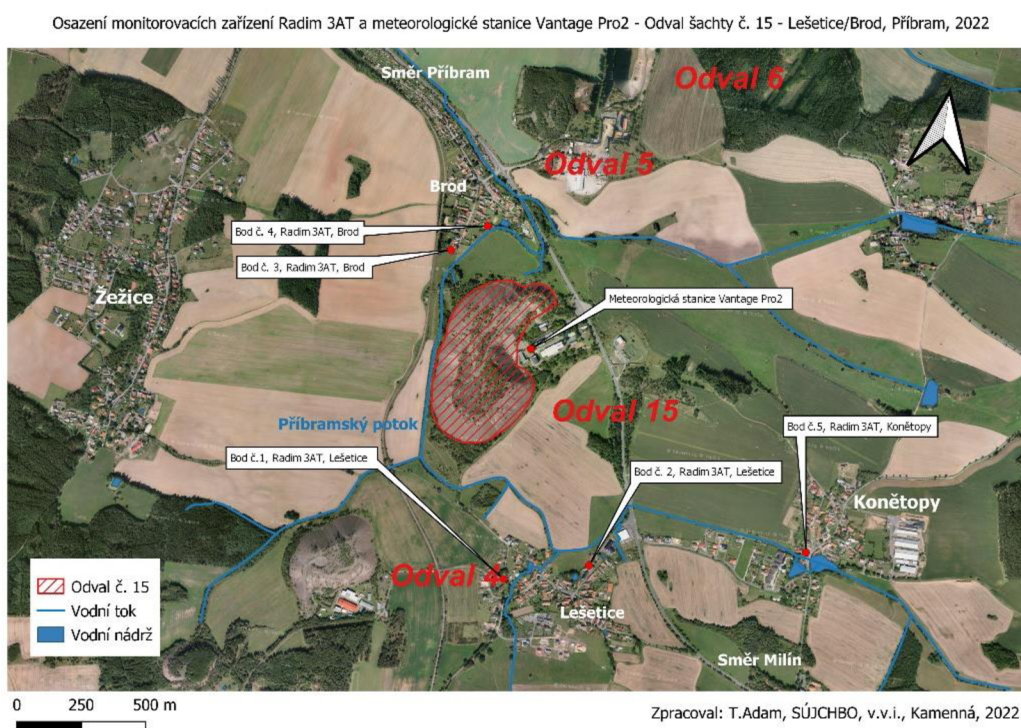 Osazení monitorovacích zařízení Radim 3AT a meteorologické stanice Vantage Pro2 - Odval šachty č. 15 - Lešetice/Brod, Příbram, 2022
Směr Příbram
Odval 6
Odval 5
Brod
Bod č. 4, Radim 3AT, Brod
Bod č. 3, Radim 3AT, Brod
Žežice
Meteorologická stanice Vantage Pro2
Odval 15
Příbramský potok
Bod č.5, Radim 3AT, Konětopy
Bod č.1, Radim 3AT, Lešetice
Bod č. 2, Radim 3AT, Lešetice
Konětopy
Odval 4
Lešetice
Směr Milín
Odval č. 15
Vodní tok
Vodní nádrž
0 250 500 m
Zpracoval: T.Adam, SÚJCHBO, v.v.i., Kamenná, 2022